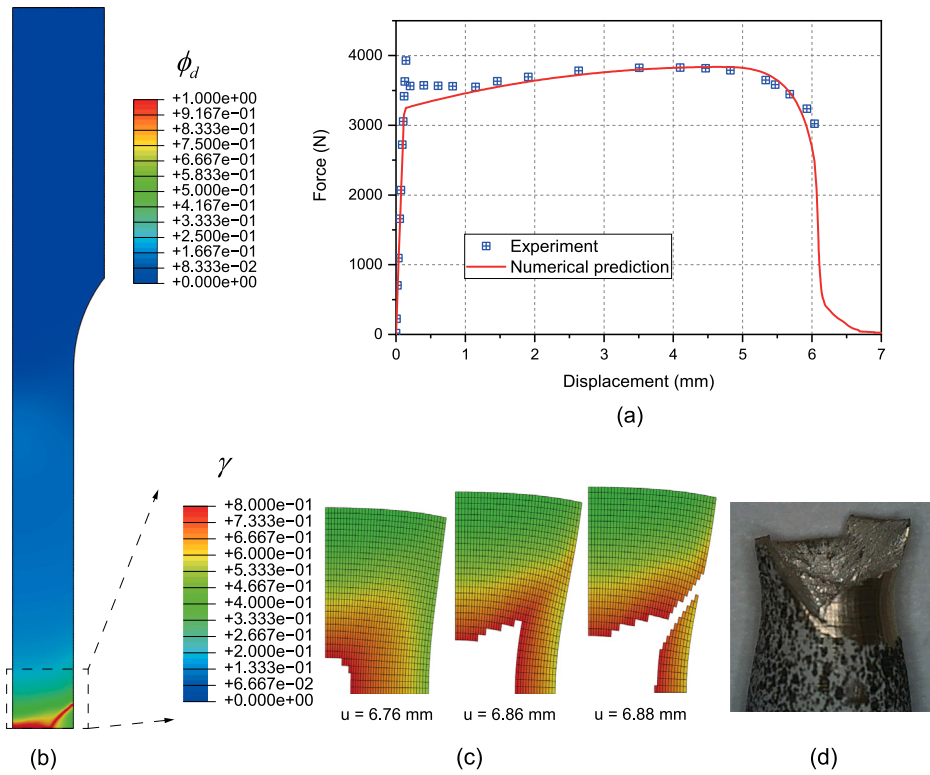 ϕd
+1.000e+00
+9.167e-01
+8.333e-01
+7.500e-01
+6.667e-01
+5.833e-01
+5.000e-01
+4.167e-01
+3.333e-01
+2.500e-01
+1.667e-01
+8.333e-02
+0.000e+00
Force (N)
4000
3000
2000
1000
0
Experiment
Numerical prediction
0 1 2 3 4 5 6 7
Displacement (mm)
(a)
γ
+8.000e-01
+7.333e-01
+6.667e-01
+6.000e-01
+5.333e-01
+4.667e-01
+4.000e-01
+3.333e-01
+2.667e-01
+2.000e-01
+1.333e-01
+6.667e-02
+0.000e+00
u = 6.76 mm u = 6.86 mm u = 6.88 mm
(b) (c) (d)